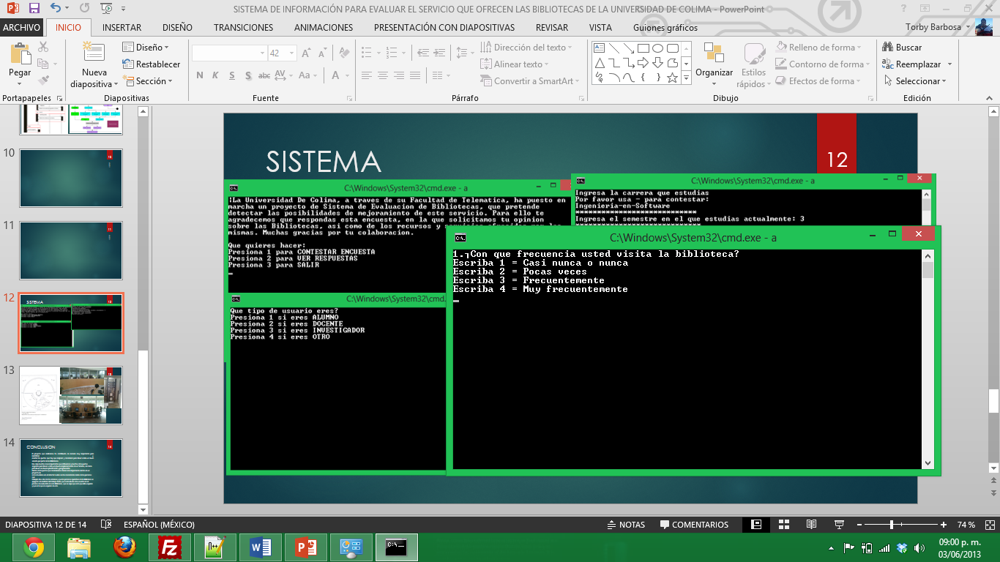 SISTEMA DE INFORMACIÓN PARA EVALUAR EL SERVICIO QUE OFRECEN LAS BIBLIOTECAS DE LA UNIVERSIDAD DE COLIMA - PowerPoint
ARCHIVO INICIO INSERTAR DISEÑO TRANSICIONES ANIMACIONES PRESENTACIÓN CON DIAPOSITIVAS REVISAR VISTA Guiones gráficos Torby Barbosa
Pegar
Portapapeles
Nueva diapositiva
Diseño
Restablecer
Sección
Diapositivas
42
N K S S abc AV Aa A
Fuente
Dirección del texto
Alinear texto
Convertir a SmartArt
Párrafo
Organizar
Estilos rápidos
Relleno de forma
Contorno de forma
Efectos de forma
Dibujo
Buscar
Reemplazar
Seleccionar
Edición
10
11
12
SISTEMA
13
14
CONCLUSION
SISTEMA
12
C:\Windows\System32\cmd.exe - a
¡La Universidad De Colima, a traves de su Facultad de Telematica, ha puesto en
marcha un proyecto de Sistema de Evaluacion de Bibliotecas, que pretende
detectar las posibilidades de mejoramiento de este servicio. Para ello te
agradecemos que respondas esta encuesta, en la que solicitamos tu opinion
sobre las Bibliotecas, asi como de los recursos y
mismas. Muchas gracias por tu colaboracion.
Que quieres hacer:
Presiona 1 para CONTESTAR ENCUESTA
Presiona 2 para VER RESPUESTAS
Presiona 3 para SALIR
C:\Windows\System32\cmd.exe - a
Ingresa la carrera que estudias
Por favor usa - para contestar:
Ingenieria-en-Software
******************************
Ingresa el semestre en el que estudias actualmente: 3
C:\Windows\System32\cmd.
Que tipo de usuario eres?
Presiona 1 si eres ALUMNO
Presiona 2 si eres DOCENTE
Presiona 3 si eres INVESTIGADOR
Presiona 4 si eres OTRO
C:\Windows\System32\cmd.exe - a
1.┐Con que frecuencia usted visita la biblioteca?
Escriba 1 = Casi nunca o nunca
Escriba 2 = Pocas veces
Escriba 3 = Frecuentemente
Escriba 4 = Muy frecuentemente
DIAPOSITIVA 12 DE 14 ESPAÑOL (MÉXICO) NOTAS COMENTARIOS 74 %
09:00 p. m.
03/06/2013